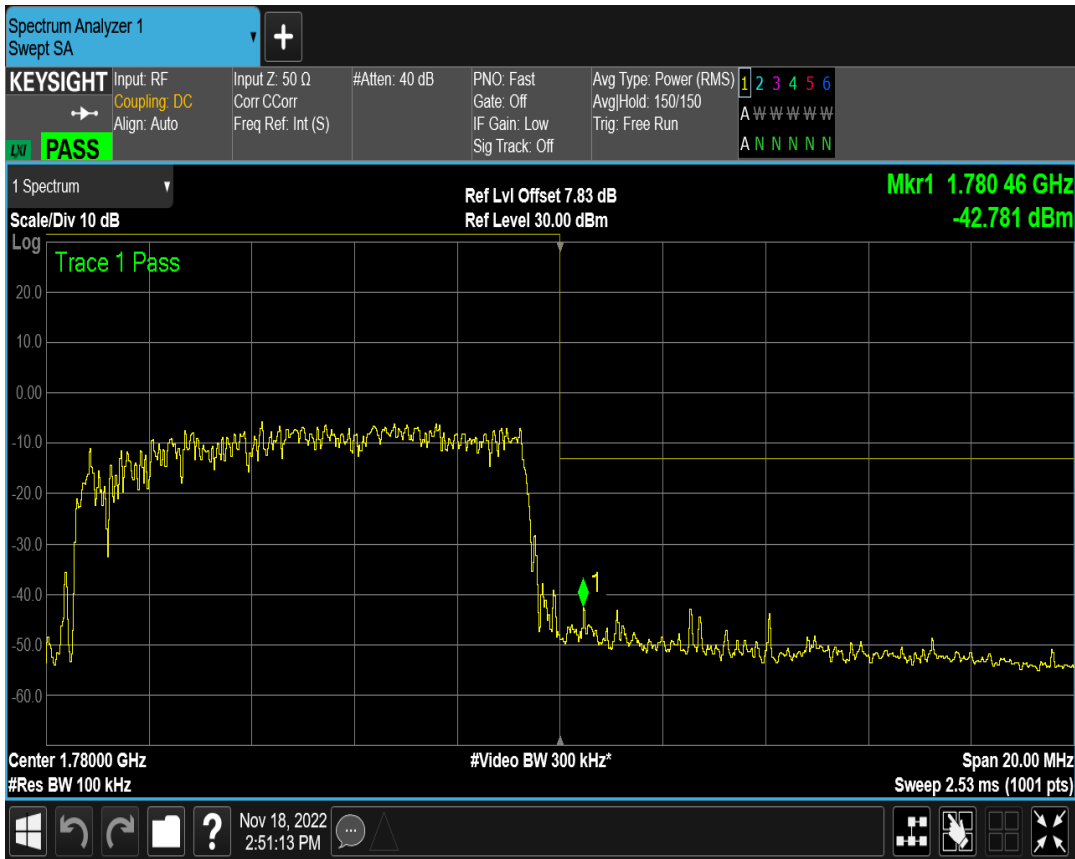 Spectrum Analyzer 1
Swept SA
+
KEYSIGHT
LXI
PASS
Input: RF
Coupling: DC
Align: Auto
Input Z: 50 Ω
Corr CCorr
Freq Ref: Int (S)
#Atten: 40 dB
PNO: Fast
Gate: Off
IF Gain: Low
Sig Track: Off
Avg Type: Power (RMS)
Avg|Hold: 150/150
Trig: Free Run
1 2 3 4 5 6
A W W W W W
A N N N N N
1 Spectrum
Scale/Div 10 dB
Ref Lvl Offset 7.83 dB
Ref Level 30.00 dBm
Mkr1 1.780 46 GHz
-42.781 dBm
Log
Trace 1 Pass
20.0
10.0
0.00
-10.0
-20.0
-30.0
-40.0
-50.0
-60.0
1
Center 1.78000 GHz
#Res BW 100 kHz
#Video BW 300 kHz*
Span 20.00 MHz
Sweep 2.53 ms (1001 pts)
?
Nov 18, 2022
2:51:13 PM